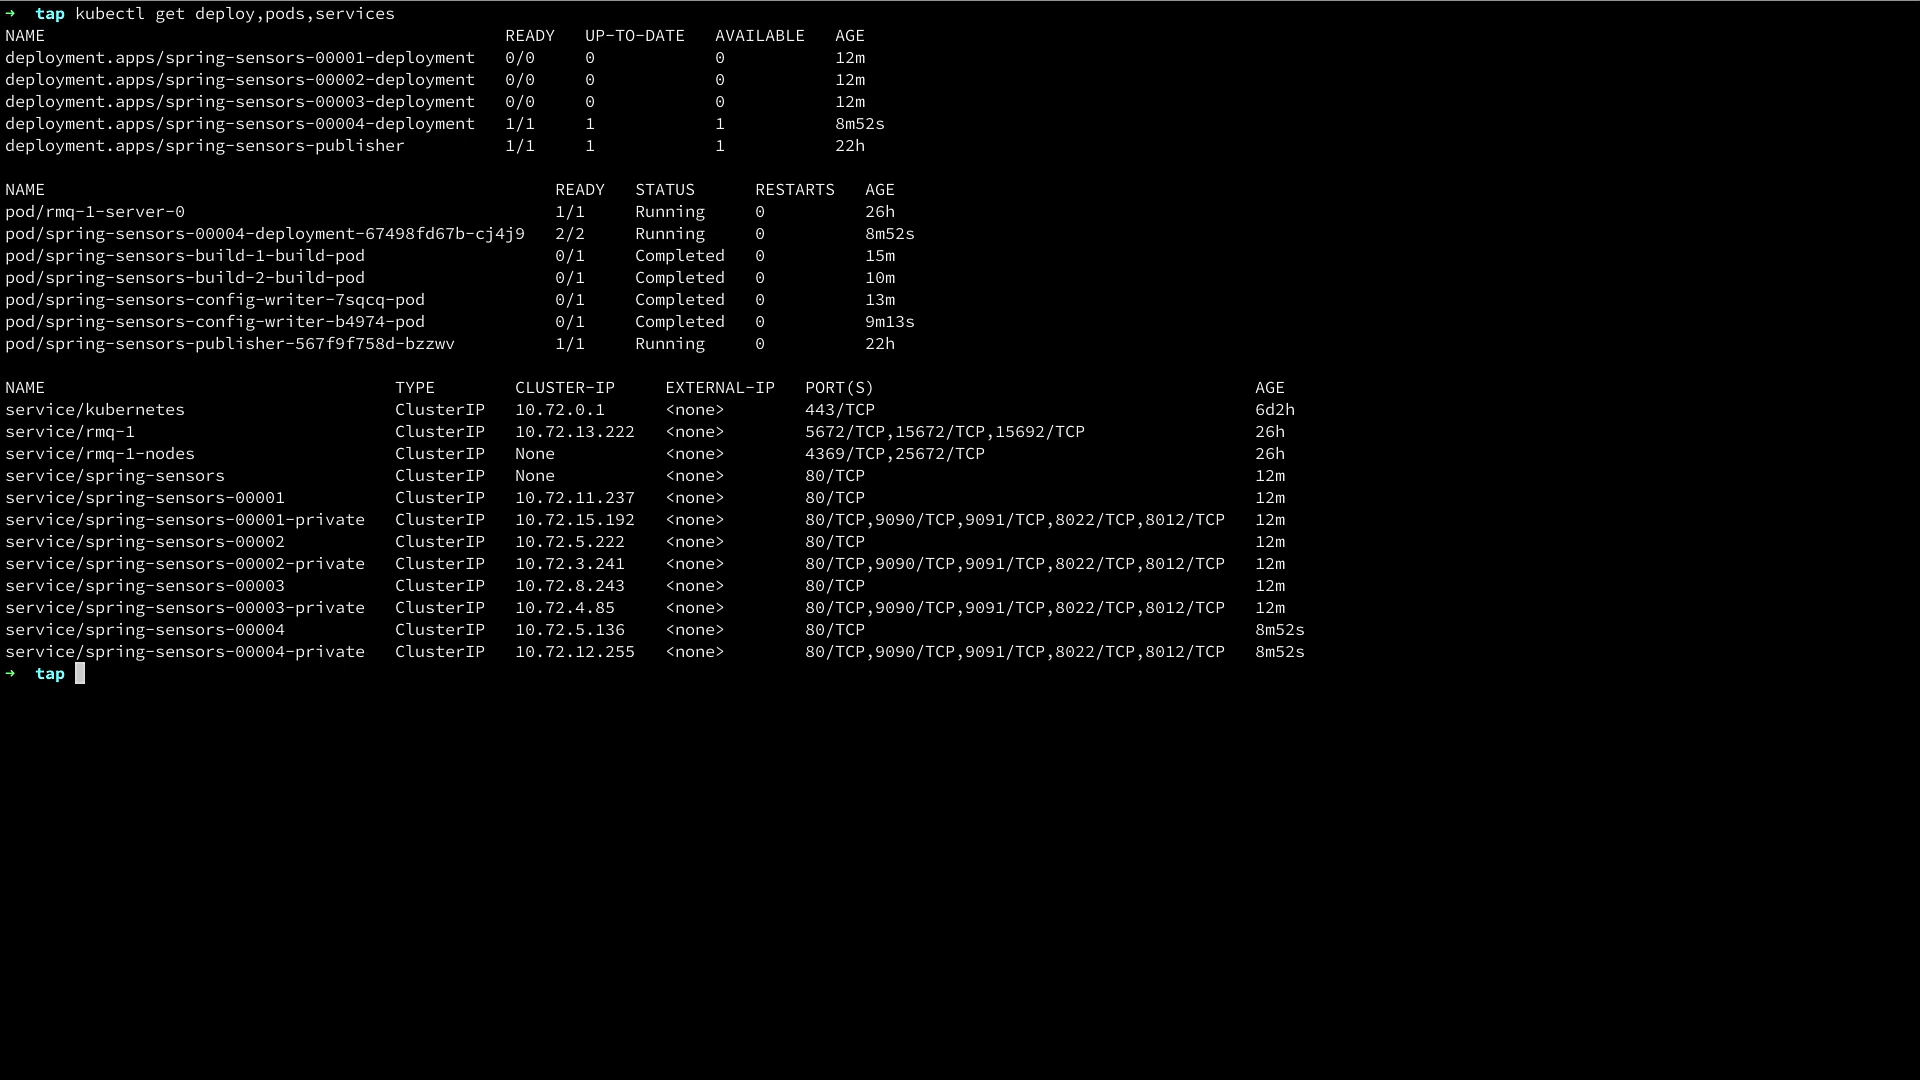 → tap kubectl get deploy,pods,services
NAME READY UP-TO-DATE AVAILABLE AGE
deployment.apps/spring-sensors-00001-deployment 0/0 0 0 12m
deployment.apps/spring-sensors-00002-deployment 0/0 0 0 12m
deployment.apps/spring-sensors-00003-deployment 0/0 0 0 12m
deployment.apps/spring-sensors-00004-deployment 1/1 1 1 8m52s
deployment.apps/spring-sensors-publisher 1/1 1 1 22h
NAME READY STATUS RESTARTS AGE
pod/rmq-1-server-0 1/1 Running 0 26h
pod/spring-sensors-00004-deployment-67498fd67b-cj4j9 2/2 Running 0 8m52s
pod/spring-sensors-build-1-build-pod 0/1 Completed 0 15m
pod/spring-sensors-build-2-build-pod 0/1 Completed 0 10m
pod/spring-sensors-config-writer-7sqcq-pod 0/1 Completed 0 13m
pod/spring-sensors-config-writer-b4974-pod 0/1 Completed 0 9m13s
pod/spring-sensors-publisher-567f9f758d-bzzwv 1/1 Running 0 22h
NAME TYPE CLUSTER-IP EXTERNAL-IP PORT(S) AGE
service/kubernetes ClusterIP 10.72.0.1 <none> 443/TCP 6d2h
service/rmq-1 ClusterIP 10.72.13.222 <none> 5672/TCP,15672/TCP,15692/TCP 26h
service/rmq-1-nodes ClusterIP None <none> 4369/TCP,25672/TCP 26h
service/spring-sensors ClusterIP None <none> 80/TCP 12m
service/spring-sensors-00001 ClusterIP 10.72.11.237 <none> 80/TCP 12m
service/spring-sensors-00001-private ClusterIP 10.72.15.192 <none> 80/TCP,9090/TCP,9091/TCP,8022/TCP,8012/TCP 12m
service/spring-sensors-00002 ClusterIP 10.72.5.222 <none> 80/TCP 12m
service/spring-sensors-00002-private ClusterIP 10.72.3.241 <none> 80/TCP,9090/TCP,9091/TCP,8022/TCP,8012/TCP 12m
service/spring-sensors-00003 ClusterIP 10.72.8.243 <none> 80/TCP 12m
service/spring-sensors-00003-private ClusterIP 10.72.4.85 <none> 80/TCP,9090/TCP,9091/TCP,8022/TCP,8012/TCP 12m
service/spring-sensors-00004 ClusterIP 10.72.5.136 <none> 80/TCP 8m52s
service/spring-sensors-00004-private ClusterIP 10.72.12.255 <none> 80/TCP,9090/TCP,9091/TCP,8022/TCP,8012/TCP 8m52s
→ tap